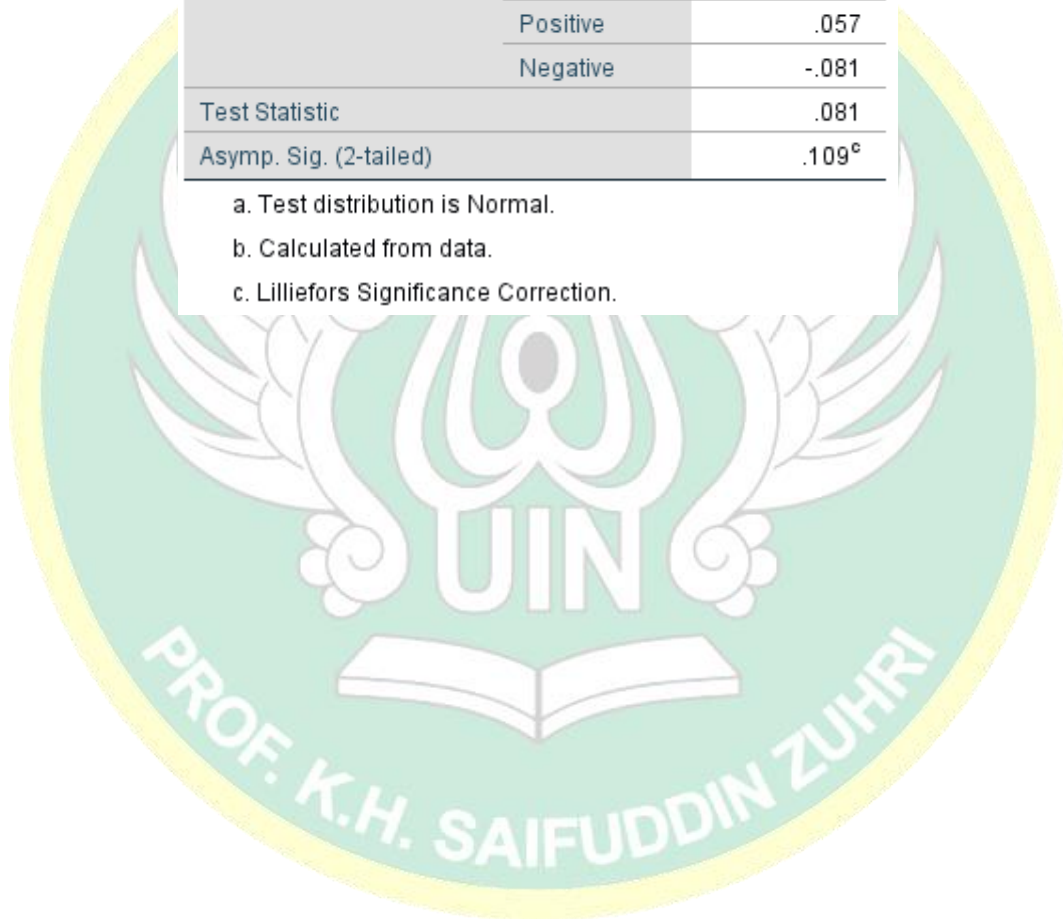 Positive .057
Negative -.081
Test Statistic .081
Asymp. Sig. (2-tailed) .109c
a. Test distribution is Normal.
b. Calculated from data.
c. Lilliefors Significance Correction.
UIN
PROF. K.H. SAIFUDDIN ZUHRI